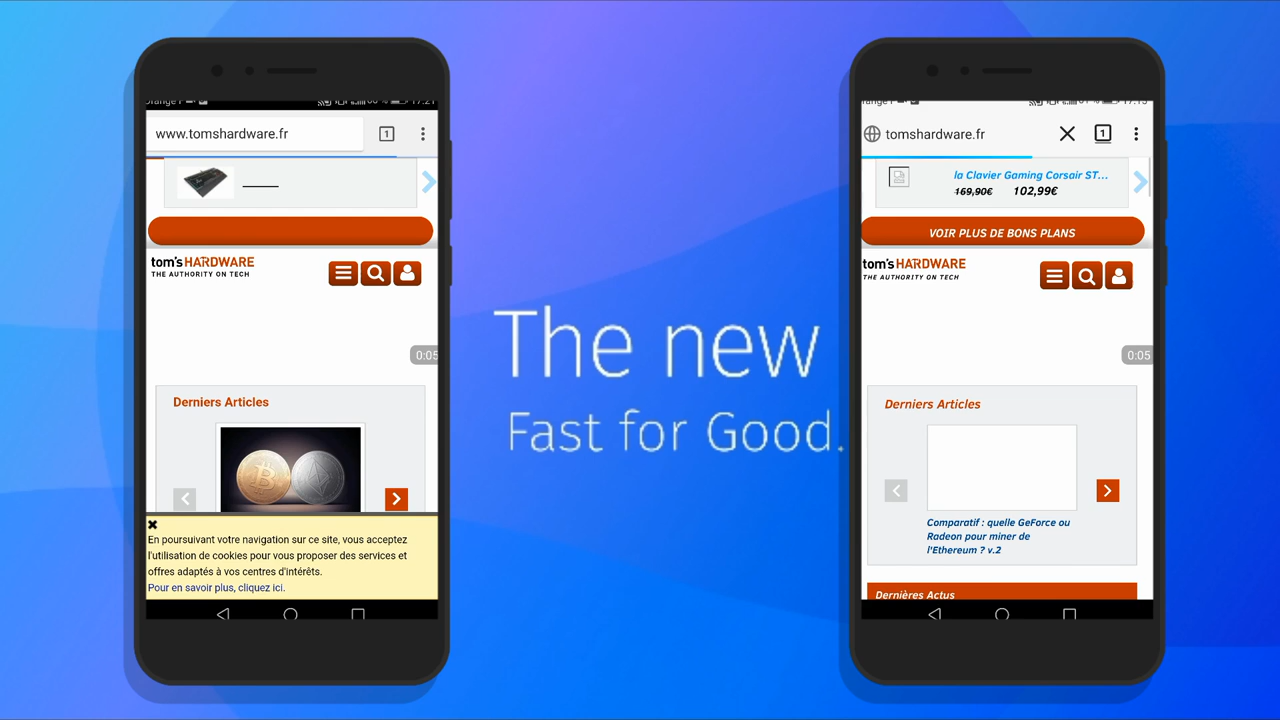 17:21
www.tomshardware.fr
1
tom's HARDWARE
THE AUTHORITY ON TECH
0:05
Derniers Articles
En poursuivant votre navigation sur ce site, vous acceptez
l'utilisation de cookies pour vous proposer des services et
offres adaptés à vos centres d'intérêts.
Pour en savoir plus, cliquez ici.
The new
Fast for Good.
tomshardware.fr
1
la Clavier Gaming Corsair ST...
169,90€ 102,99€
VOIR PLUS DE BONS PLANS
tom's HARDWARE
THE AUTHORITY ON TECH
0:05
Derniers Articles
Comparatif : quelle GeForce ou
Radeon pour miner de
l'Ethereum ? v.2
Dernières Actus